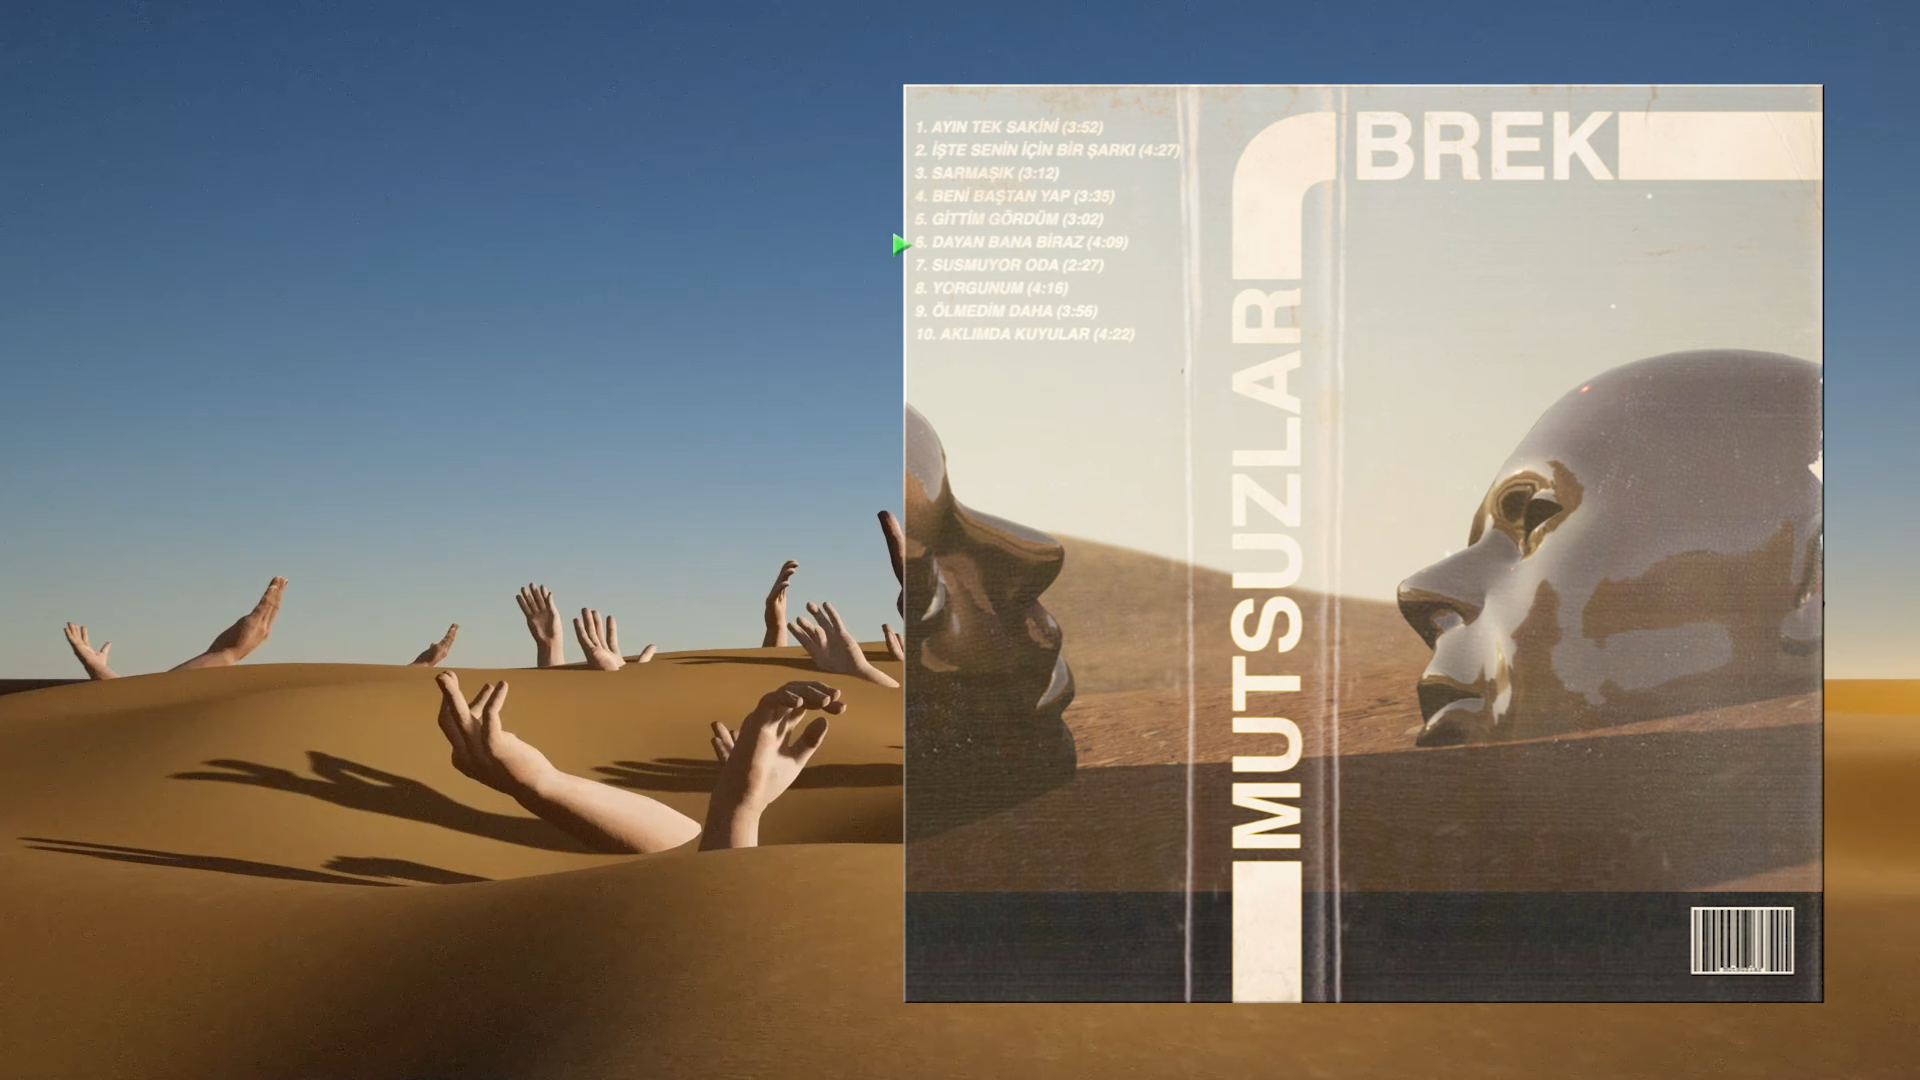 1. AYIN TEK SAKİNİ (3:52)
2. İŞTE SENİN İÇİN BİR ŞARKI (4:27)
3. SARMAŞIK (3:12)
4. BENİ BAŞTAN YAP (3:35)
5. GİTTİM GÖRDÜM (3:02)
6. DAYAN BANA BİRAZ (4:09)
7. SUSMUYOR ODA (2:27)
8. YORGUNUM (4:16)
9. ÖLMEDİM DAHA (3:56)
10. AKLIMDA KUYULAR (4:22)
MUTSUZLAR
BREK